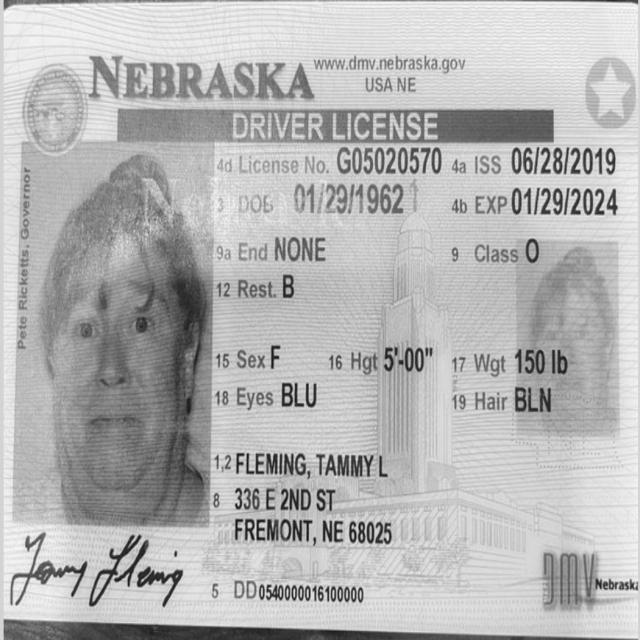 NEBRASKA www.dmv.nebraska.gov
USA NE
DRIVER LICENSE
4d License No. G05020570 4a ISS 06/28/2019
3 DOB 01/29/1962 4b EXP 01/29/2024
9a End NONE 9 Class O
12 Rest. B
15 Sex F 16 Hgt 5'-00" 17 Wgt 150 lb
18 Eyes BLU 19 Hair BLN
1,2 FLEMING, TAMMY L
8 336 E 2ND ST
FREMONT, NE 68025
5 DD 0540000016100000
Pete Ricketts, Governor
Tammy Fleming
DMV Nebraska